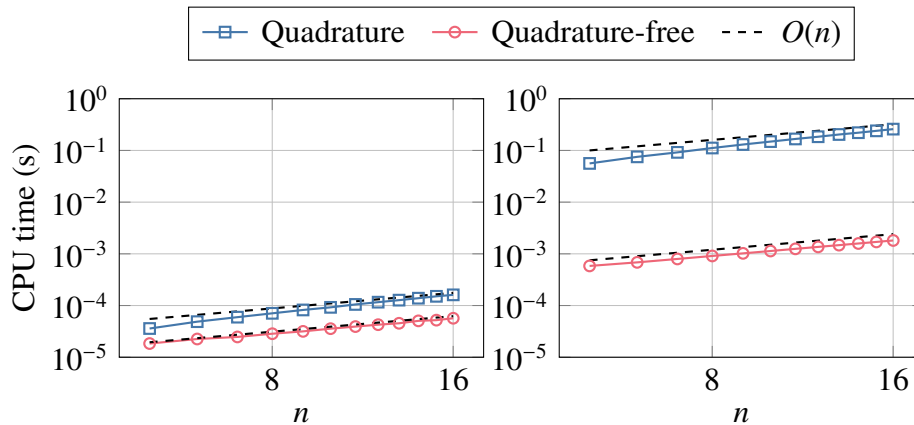 Quadrature Quadrature-free O(n)
10^0 10^0
10^-1 10^-1
10^-2 10^-2
CPU time (s)
10^-3 10^-3
10^-4 10^-4
10^-5 10^-5
8 16 8 16
n n